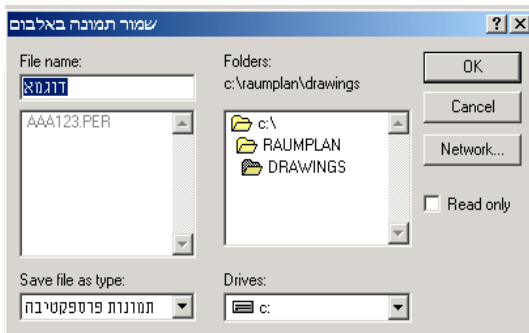 שמור תמונה באלבום
File name:
דוגמא
AAA123.PER
Save file as type:
תמונות פרספקטיבה
Folders:
c:\raumplan\drawings
c:\
RAUMPLAN
DRAWINGS
Drives:
c:
OK
Cancel
Network...
Read only